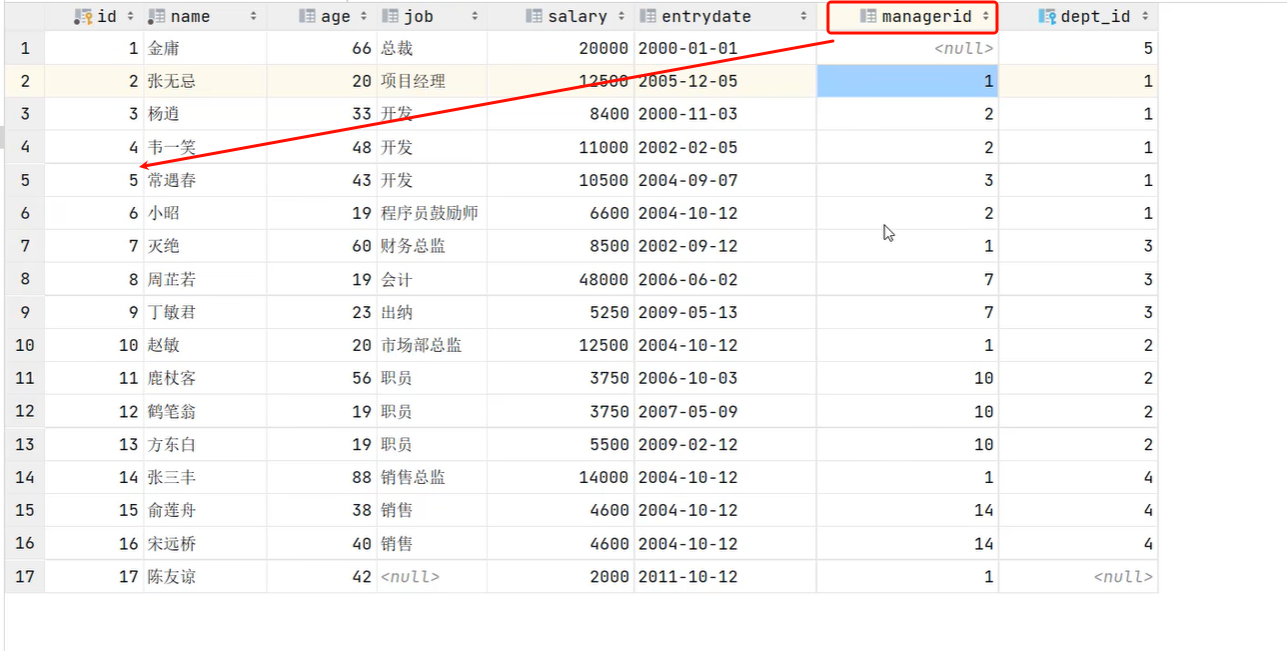 id name age job salary entrydate managerid dept_id
1 1 金庸 66 总裁 20000 2000-01-01 <null> 5
2 2 张无忌 20 项目经理 12500 2005-12-05 1 1
3 3 杨逍 33 开发 8400 2000-11-03 2 1
4 4 韦一笑 48 开发 11000 2002-02-05 2 1
5 5 常遇春 43 开发 10500 2004-09-07 3 1
6 6 小昭 19 程序员鼓励师 6600 2004-10-12 2 1
7 7 灭绝 60 财务总监 8500 2002-09-12 1 3
8 8 周芷若 19 会计 48000 2006-06-02 7 3
9 9 丁敏君 23 出纳 5250 2009-05-13 7 3
10 10 赵敏 20 市场部总监 12500 2004-10-12 1 2
11 11 鹿杖客 56 职员 3750 2006-10-03 10 2
12 12 鹤笔翁 19 职员 3750 2007-05-09 10 2
13 13 方东白 19 职员 5500 2009-02-12 10 2
14 14 张三丰 88 销售总监 14000 2004-10-12 1 4
15 15 俞莲舟 38 销售 4600 2004-10-12 14 4
16 16 宋远桥 40 销售 4600 2004-10-12 14 4
17 17 陈友谅 42 <null> 2000 2011-10-12 1 <null>